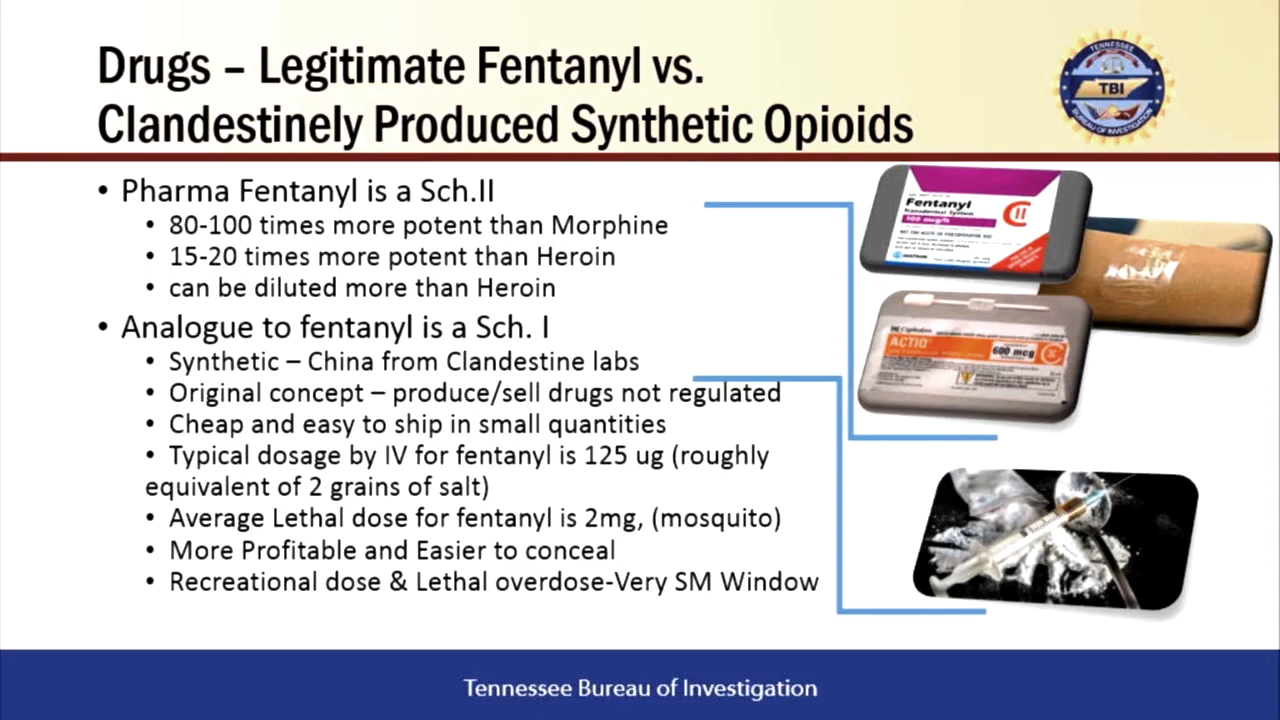 Drugs – Legitimate Fentanyl vs.
Clandestinely Produced Synthetic Opioids
TENNESSEE
TBI
BUREAU OF INVESTIGATION
• Pharma Fentanyl is a Sch.II
• 80-100 times more potent than Morphine
• 15-20 times more potent than Heroin
• can be diluted more than Heroin
• Analogue to fentanyl is a Sch. I
• Synthetic – China from Clandestine labs
• Original concept – produce/sell drugs not regulated
• Cheap and easy to ship in small quantities
• Typical dosage by IV for fentanyl is 125 ug (roughly
equivalent of 2 grains of salt)
• Average Lethal dose for fentanyl is 2mg, (mosquito)
• More Profitable and Easier to conceal
• Recreational dose & Lethal overdose-Very SM Window
Fentanyl
Transdermal System
100 mcg/h
CII
ACTIQ
600 mcg
Tennessee Bureau of Investigation